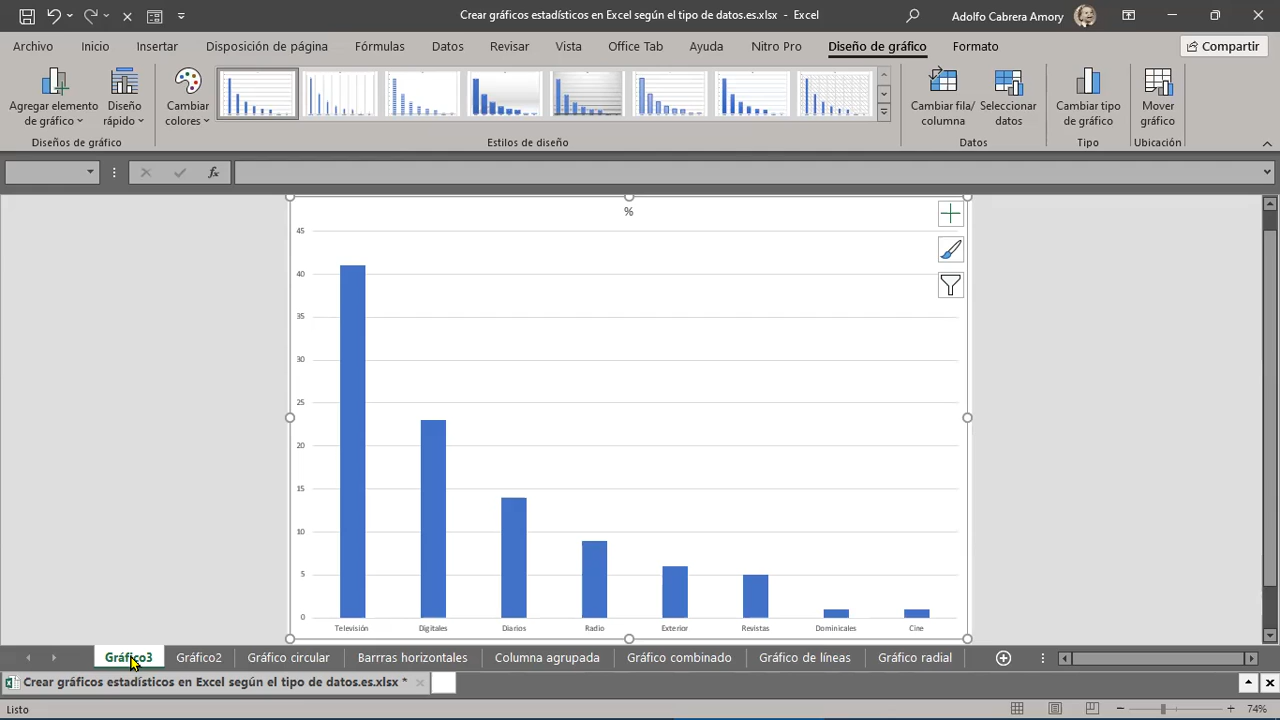 Crear gráficos estadísticos en Excel según el tipo de datos.es.xlsx - Excel
Adolfo Cabrera Amory
Archivo Inicio Insertar Disposición de página Fórmulas Datos Revisar Vista Office Tab Ayuda Nitro Pro Diseño de gráfico Formato Compartir
Agregar elemento de gráfico
Diseño rápido
Cambiar colores
Cambiar fila/ columna
Seleccionar datos
Cambiar tipo de gráfico
Mover gráfico
Diseños de gráfico Estilos de diseño Datos Tipo Ubicación
fx
%
45
40
35
30
25
20
15
10
5
0
Televisión Digitales Diarios Radio Exterior Revistas Dominicales Cine
Gráfico3 Gráfico2 Gráfico circular Barrras horizontales Columna agrupada Gráfico combinado Gráfico de líneas Gráfico radial
Crear gráficos estadísticos en Excel según el tipo de datos.es.xlsx *
Listo
74%